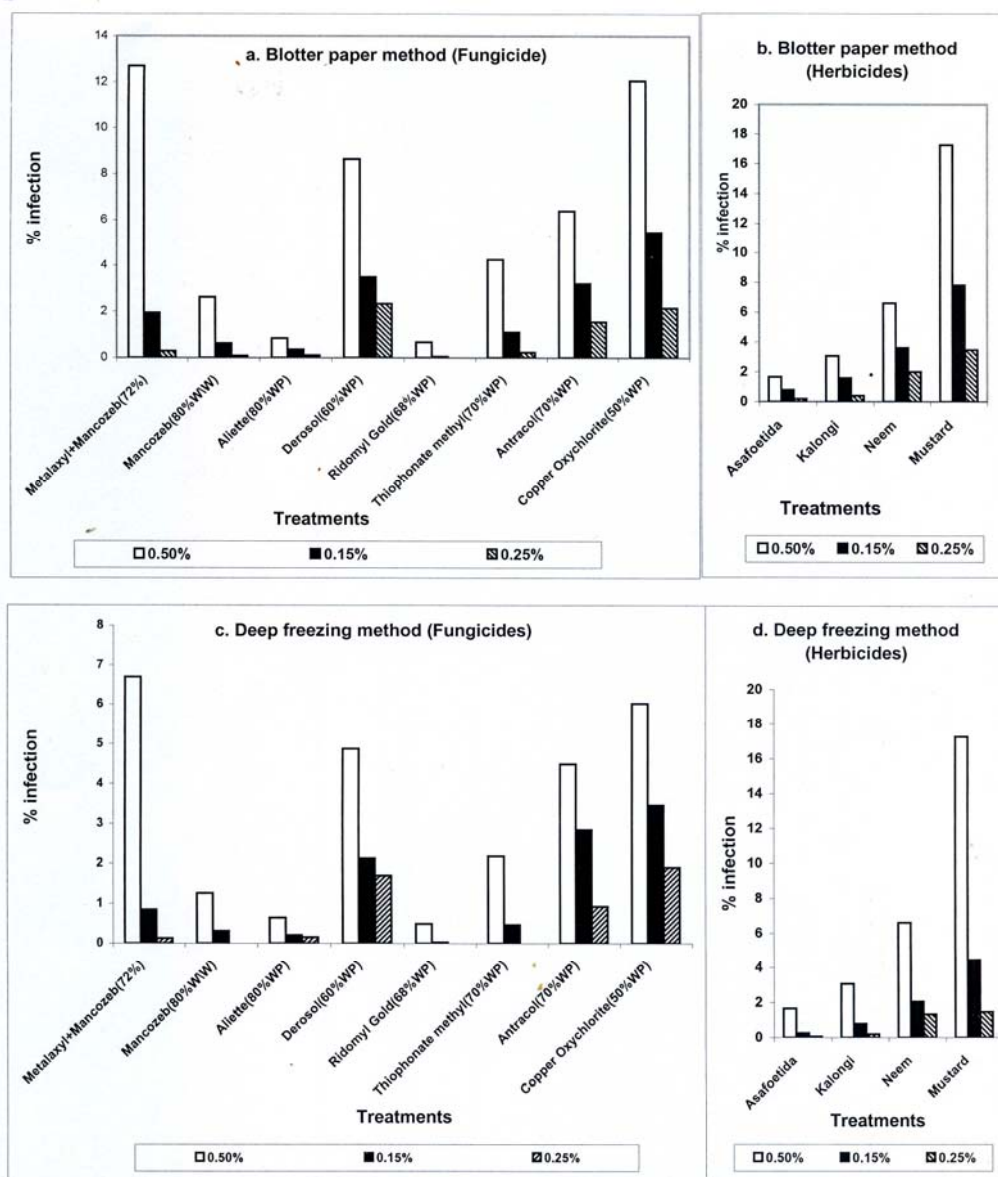 a. Blotter paper method (Fungicide)
% infection
14
12
10
8
6
4
2
0
Metalaxyl+Mancozeb(72%)
Mancozeb(80%W\W)
Aliette(80%WP)
Derosol(60%WP)
Ridomyl Gold(68%WP)
Thiophonate methyl(70%WP)
Antracol(70%WP)
Copper Oxychlorite(50%WP)
Treatments
0.50% 0.15% 0.25%
b. Blotter paper method
(Herbicides)
% infection
20
18
16
14
12
10
8
6
4
2
0
Asafoetida
Kalongi
Neem
Mustard
Treatments
0.50% 0.15% 0.25%
c. Deep freezing method (Fungicides)
% infection
8
7
6
5
4
3
2
1
0
Metalaxyl+Mancozeb(72%)
Mancozeb(80%W\W)
Aliette(80%WP)
Derosol(60%WP)
Ridomyl Gold(68%WP)
Thiophonate methyl(70%WP)
Antracol(70%WP)
Copper Oxychlorite(50%WP)
Treatments
0.50% 0.15% 0.25%
d. Deep freezing method
(Herbicides)
% infection
20
18
16
14
12
10
8
6
4
2
0
Asafoetida
Kalongi
Neem
Mustard
Treatments
0.50% 0.15% 0.25%